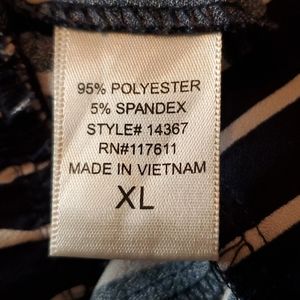 95% POLYESTER
5% SPANDEX
STYLE# 14367
RN#117611
MADE IN VIETNAM
XL